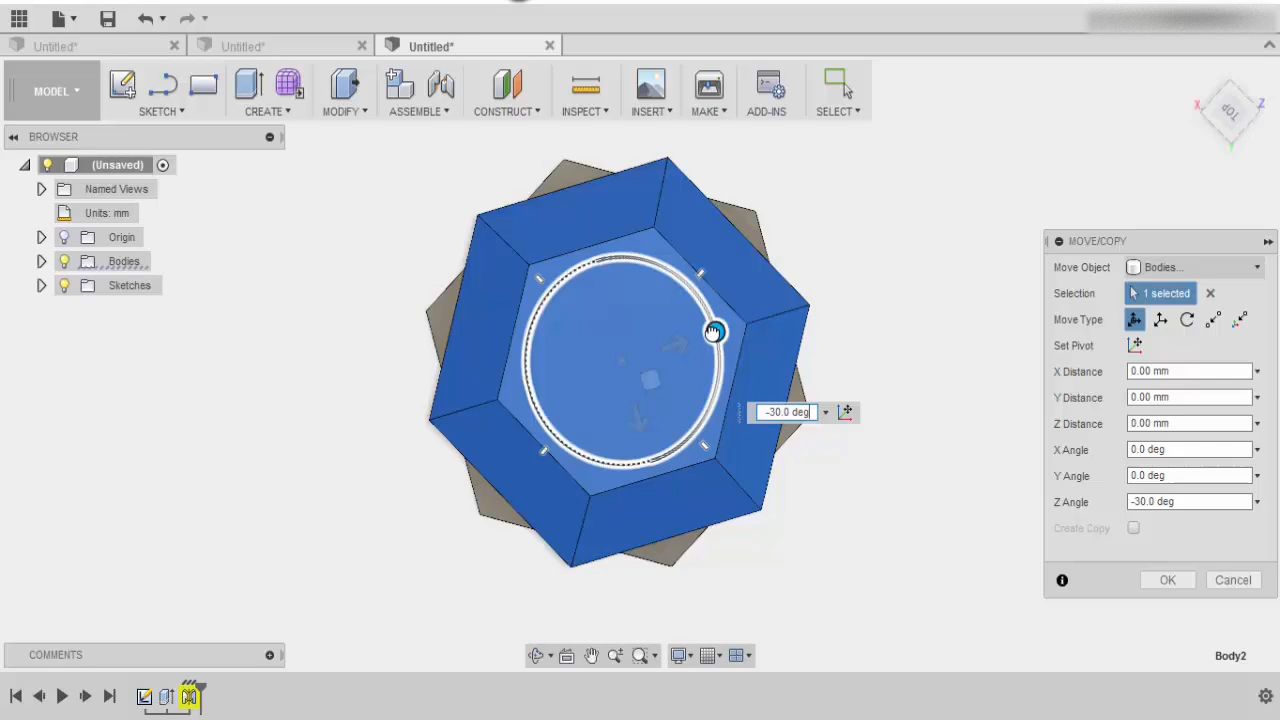 Untitled*
Untitled*
Untitled*
MODEL
SKETCH
CREATE
MODIFY
ASSEMBLE
CONSTRUCT
INSPECT
INSERT
MAKE
ADD-INS
SELECT
TOP
X
Z
Y
BROWSER
(Unsaved)
Named Views
Units: mm
Origin
Bodies
Sketches
-30.0 deg
MOVE/COPY
Move Object Bodies...
Selection 1 selected
Move Type
Set Pivot
X Distance 0.00 mm
Y Distance 0.00 mm
Z Distance 0.00 mm
X Angle 0.0 deg
Y Angle 0.0 deg
Z Angle -30.0 deg
Create Copy
OK Cancel
COMMENTS
Body2